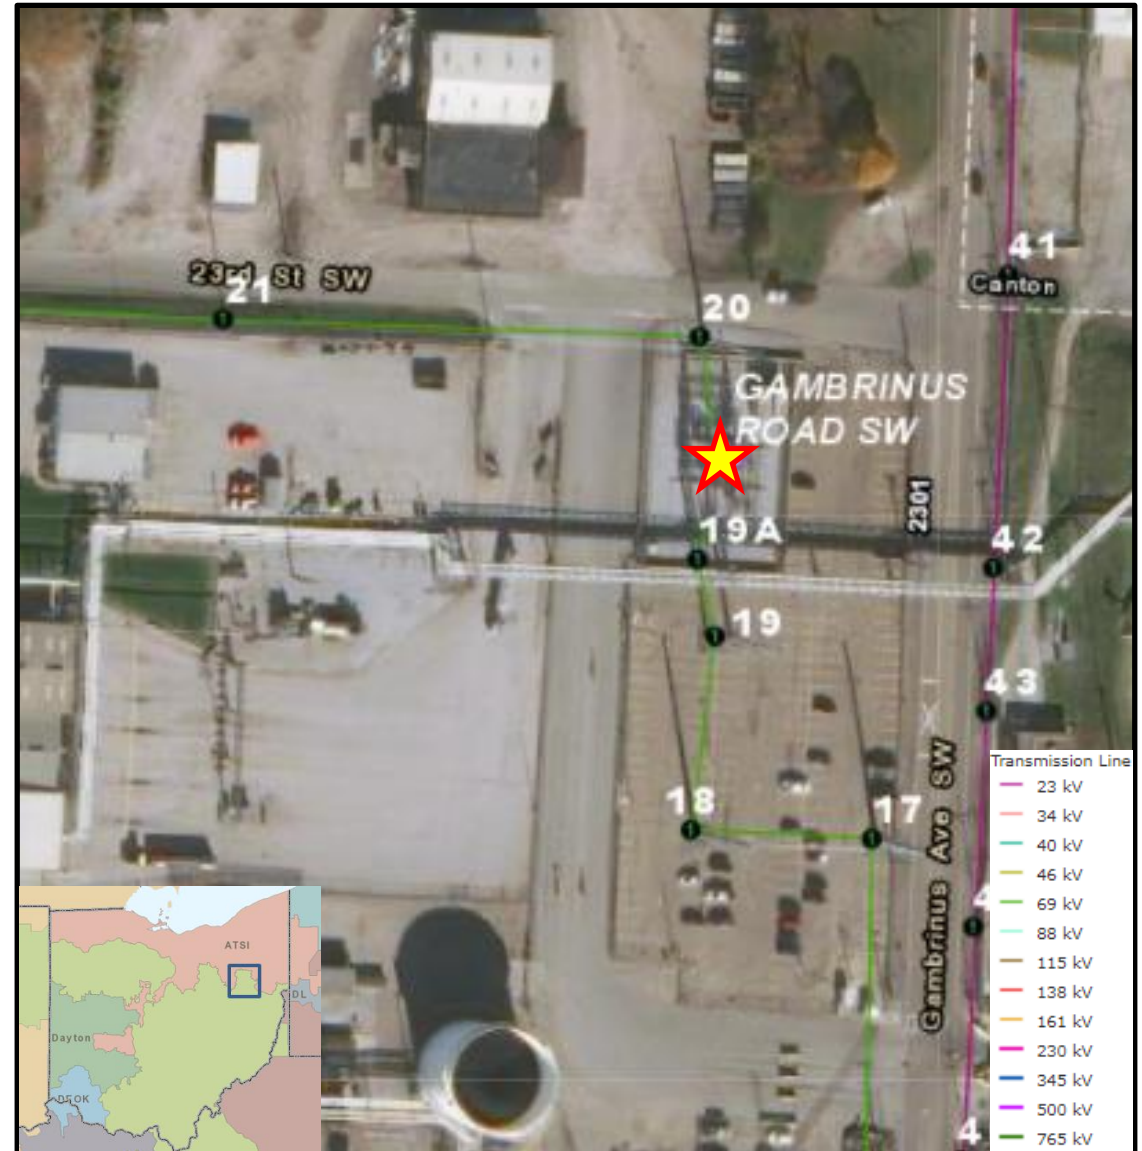 41
23rd St SW
21
Canton
20
GAMBRINUS
ROAD SW
2301
19A
42
19
43
18
17
Gambrinus Ave SW
4
4
Transmission Line
23 kV
34 kV
40 kV
46 kV
69 kV
88 kV
115 kV
138 kV
161 kV
230 kV
345 kV
500 kV
765 kV
ATSI
DL
Dayton
DEOK